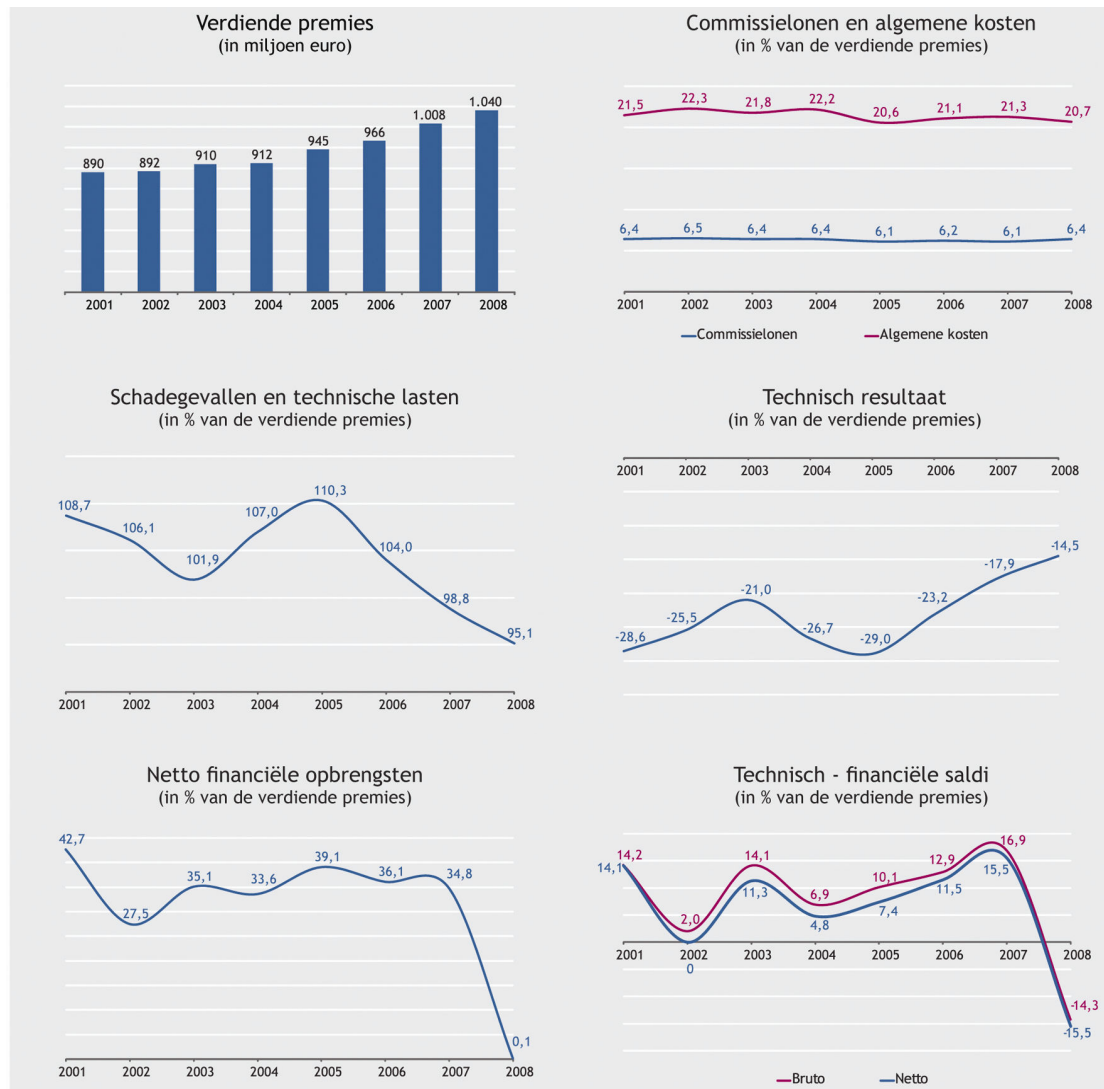 Verdiende premies
(in miljoen euro)
890 892 910 912 945 966 1.008 1.040
2001 2002 2003 2004 2005 2006 2007 2008
Commissielonen en algemene kosten
(in % van de verdiende premies)
21,5 22,3 21,8 22,2 20,6 21,1 21,3 20,7
6,4 6,5 6,4 6,4 6,1 6,2 6,1 6,4
2001 2002 2003 2004 2005 2006 2007 2008
Commissielonen Algemene kosten
Schadegevallen en technische lasten
(in % van de verdiende premies)
108,7 106,1 101,9 107,0 110,3 104,0 98,8 95,1
2001 2002 2003 2004 2005 2006 2007 2008
Technisch resultaat
(in % van de verdiende premies)
2001 2002 2003 2004 2005 2006 2007 2008
-28,6 -25,5 -21,0 -26,7 -29,0 -23,2 -17,9 -14,5
Netto financiële opbrengsten
(in % van de verdiende premies)
42,7 27,5 35,1 33,6 39,1 36,1 34,8 0,1
2001 2002 2003 2004 2005 2006 2007 2008
Technisch - financiële saldi
(in % van de verdiende premies)
14,2 2,0 14,1 6,9 10,1 12,9 16,9 -14,3
14,1 0 11,3 4,8 7,4 11,5 15,5 -15,5
2001 2002 2003 2004 2005 2006 2007 2008
Bruto Netto